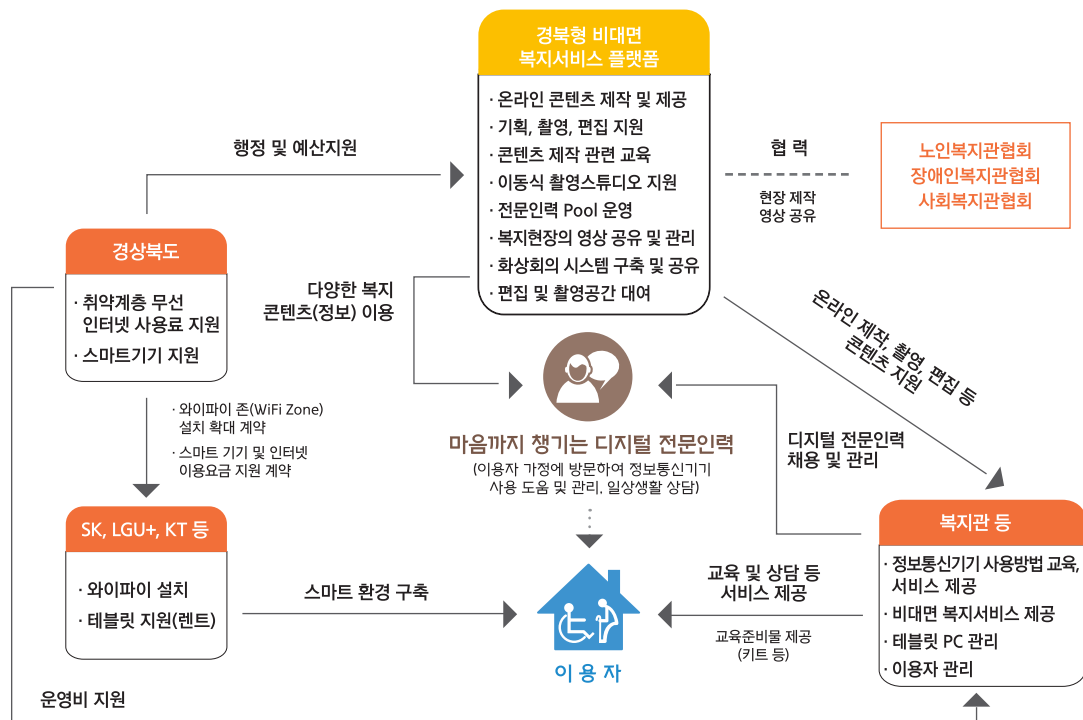 경북형 비대면
복지서비스 플랫폼
· 온라인 콘텐츠 제작 및 제공
· 기획, 촬영, 편집 지원
· 콘텐츠 제작 관련 교육
· 이동식 촬영스튜디오 지원
· 전문인력 Pool 운영
· 복지현장의 영상 공유 및 관리
· 화상회의 시스템 구축 및 공유
· 편집 및 촬영공간 대여
행정 및 예산지원
협 력
현장 제작
영상 공유
노인복지관협회
장애인복지관협회
사회복지관협회
경상북도
· 취약계층 무선
인터넷 사용료 지원
· 스마트기기 지원
다양한 복지
콘텐츠(정보) 이용
온라인 제작, 촬영, 편집 등
콘텐츠 지원
· 와이파이 존(WiFi Zone)
설치 확대 계약
· 스마트 기기 및 인터넷
이용요금 지원 계약
마음까지 챙기는 디지털 전문인력
(이용자 가정에 방문하여 정보통신기기
사용 도움 및 관리, 일상생활 상담)
디지털 전문인력
채용 및 관리
SK, LGU+, KT 등
· 와이파이 설치
· 테블릿 지원(렌트)
스마트 환경 구축
이 용 자
교육 및 상담 등
서비스 제공
교육준비물 제공
(키트 등)
복지관 등
· 정보통신기기 사용방법 교육,
서비스 제공
· 비대면 복지서비스 제공
· 테블릿 PC 관리
· 이용자 관리
운영비 지원